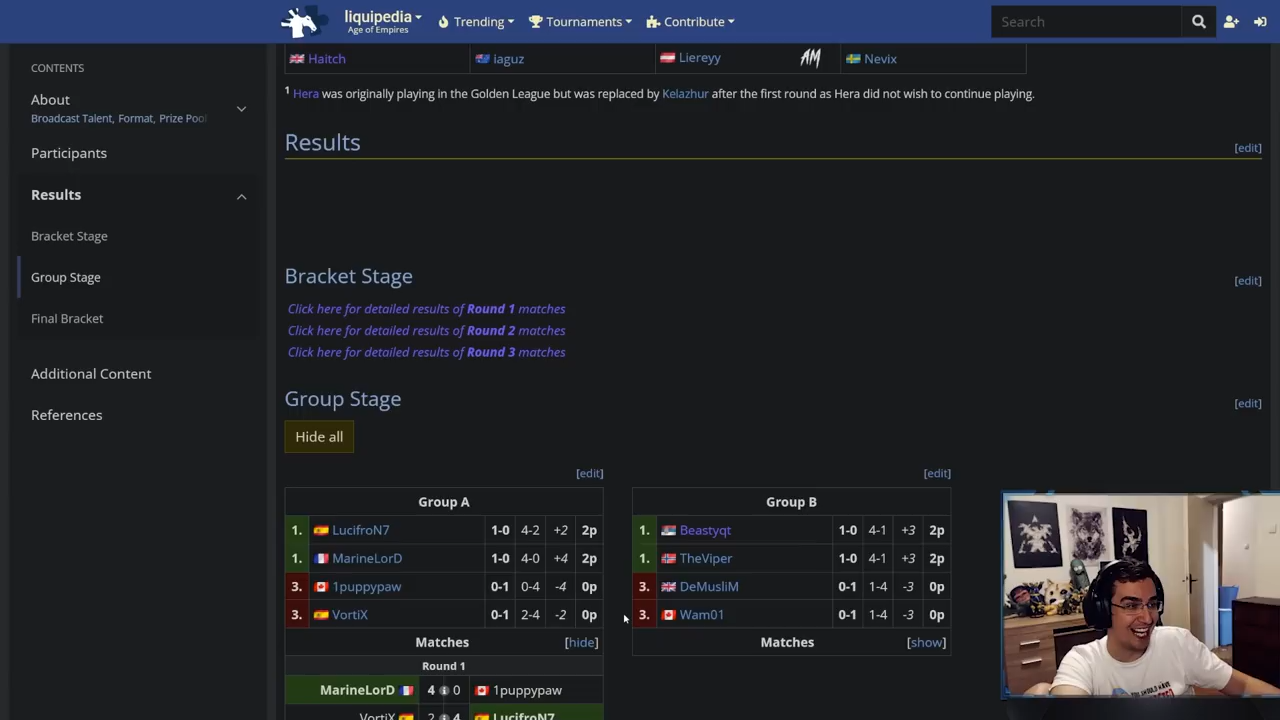 liquipedia
Age of Empires
Trending
Tournaments
Contribute
Search
CONTENTS
About
Broadcast Talent, Format, Prize Pool
Participants
Results
Bracket Stage
Group Stage
Final Bracket
Additional Content
References
Haitch iaguz Liereyy AM Nevix
1 Hera was originally playing in the Golden League but was replaced by Kelazhur after the first round as Hera did not wish to continue playing.
Results [edit]
Bracket Stage [edit]
Click here for detailed results of Round 1 matches
Click here for detailed results of Round 2 matches
Click here for detailed results of Round 3 matches
Group Stage [edit]
Hide all
[edit]
Group A
1. LucifroN7 1-0 4-2 +2 2p
1. MarineLorD 1-0 4-0 +4 2p
3. 1puppypaw 0-1 0-4 -4 0p
3. VortiX 0-1 2-4 -2 0p
Matches [hide]
Round 1
MarineLorD 4 0 1puppypaw
VortiX 2 4 LucifroN7
[edit]
Group B
1. Beastyqt 1-0 4-1 +3 2p
1. TheViper 1-0 4-1 +3 2p
3. DeMusliM 0-1 1-4 -3 0p
3. Wam01 0-1 1-4 -3 0p
Matches [show]